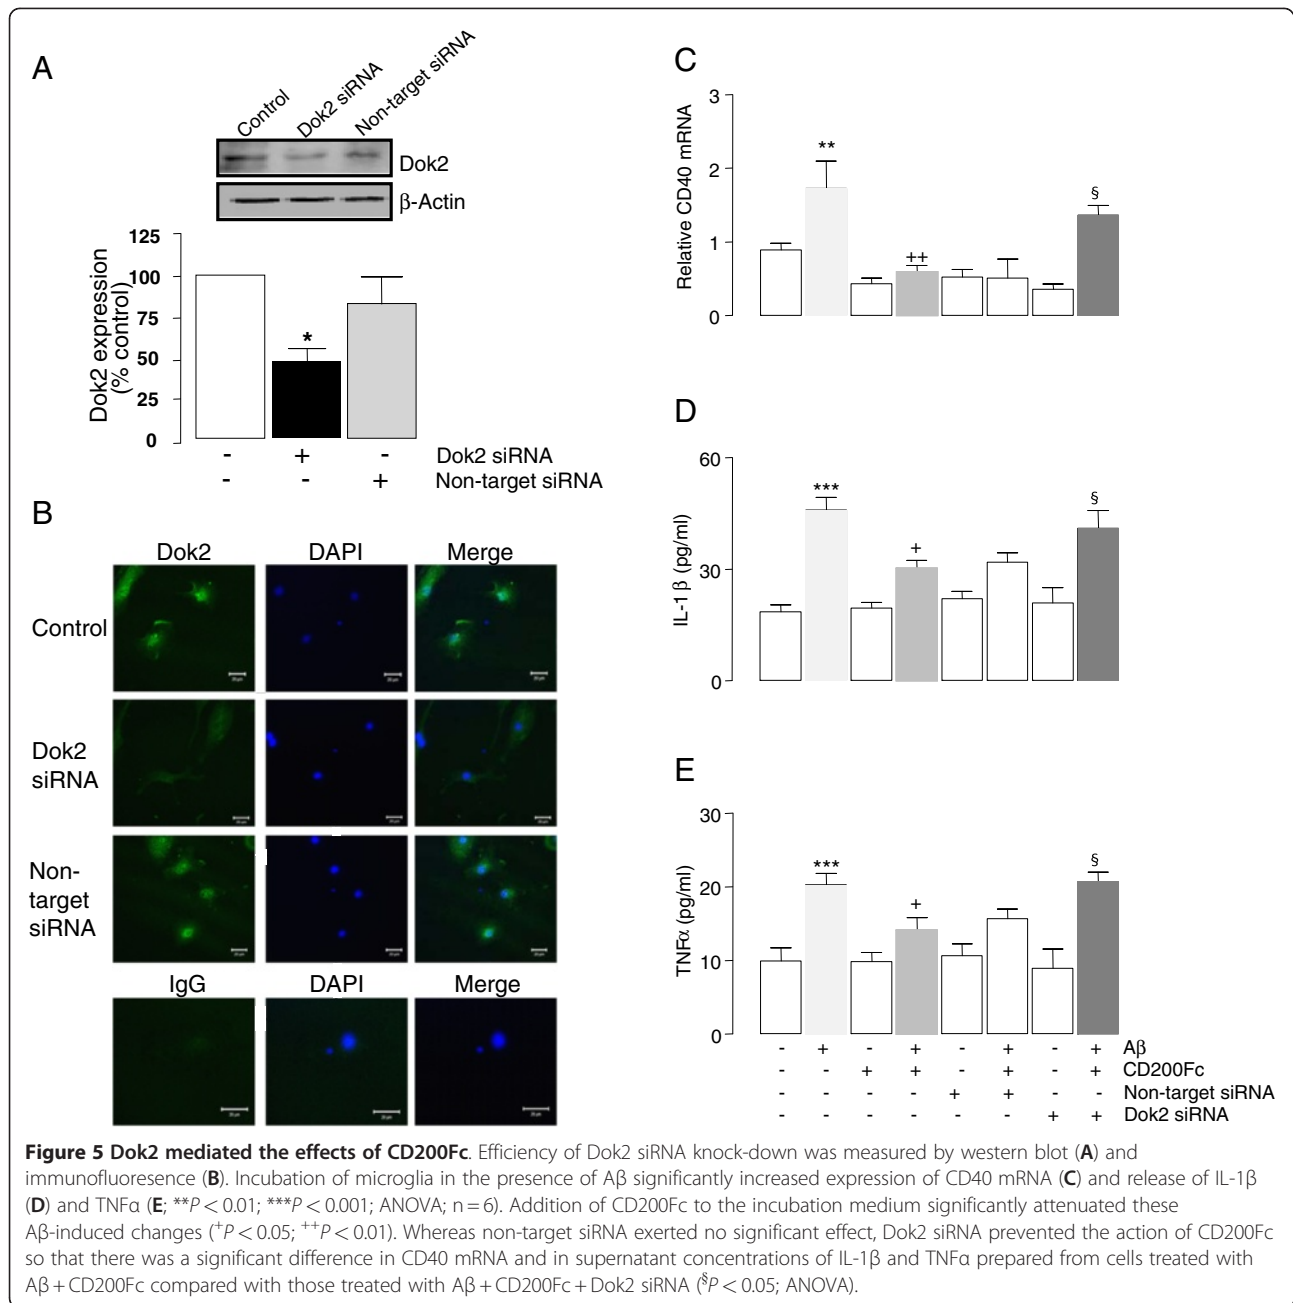 A
Control
Dok2 siRNA
Non-target siRNA
Dok2
β-Actin
Dok2 expression
(% control)
125
100
75
50
25
0
*
- + - Dok2 siRNA
- - + Non-target siRNA
B
Dok2 DAPI Merge
Control
Dok2
siRNA
Non-
target
siRNA
IgG DAPI Merge
C
Relative CD40 mRNA
3
2
1
0
**
++
§
D
IL-1 β (pg/ml)
60
30
0
***
+
§
E
TNFα (pg/ml)
30
20
10
0
***
+
§
- + - + - + - + Aβ
- - + + - + - + CD200Fc
- - - - + + - - Non-target siRNA
- - - - - - + + Dok2 siRNA
Figure 5 Dok2 mediated the effects of CD200Fc. Efficiency of Dok2 siRNA knock-down was measured by western blot (A) and
immunofluoresence (B). Incubation of microglia in the presence of Aβ significantly increased expression of CD40 mRNA (C) and release of IL-1β
(D) and TNFα (E; **P < 0.01; ***P < 0.001; ANOVA; n = 6). Addition of CD200Fc to the incubation medium significantly attenuated these
Aβ-induced changes (+P < 0.05; ++P < 0.01). Whereas non-target siRNA exerted no significant effect, Dok2 siRNA prevented the action of CD200Fc
so that there was a significant difference in CD40 mRNA and in supernatant concentrations of IL-1β and TNFα prepared from cells treated with
Aβ + CD200Fc compared with those treated with Aβ + CD200Fc + Dok2 siRNA (§P < 0.05; ANOVA).